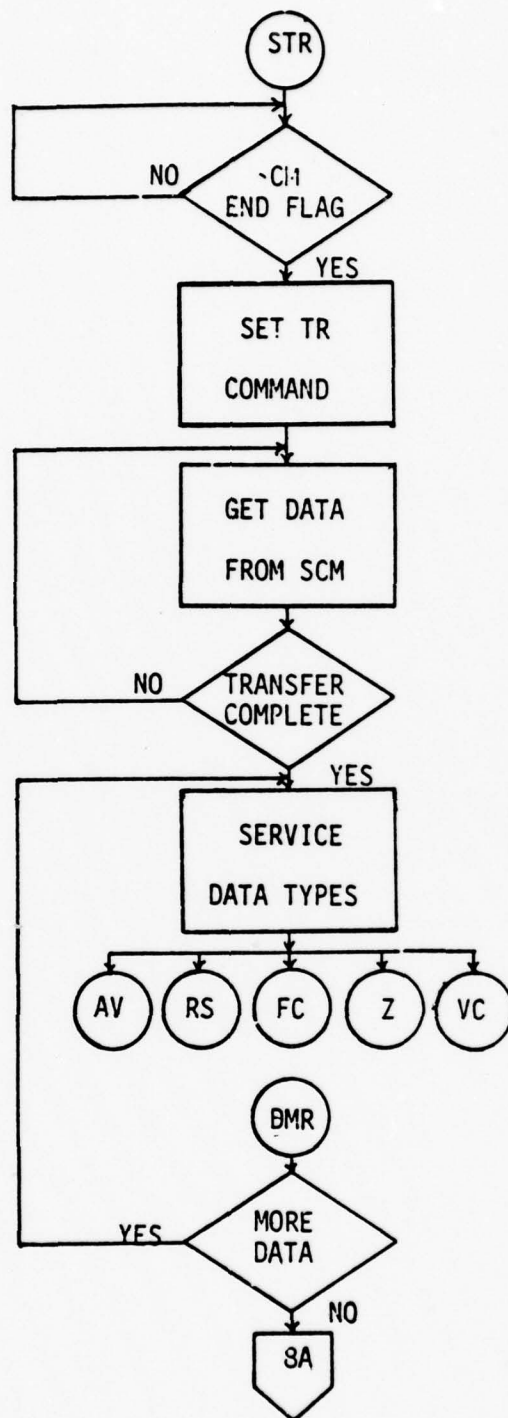 STR
NO
END FLAG
YES
SET TR
COMMAND
GET DATA
FROM SCM
NO
TRANSFER
COMPLETE
YES
SERVICE
DATA TYPES
AV RS FC Z VC
DMR
YES
MORE
DATA
NO
8A